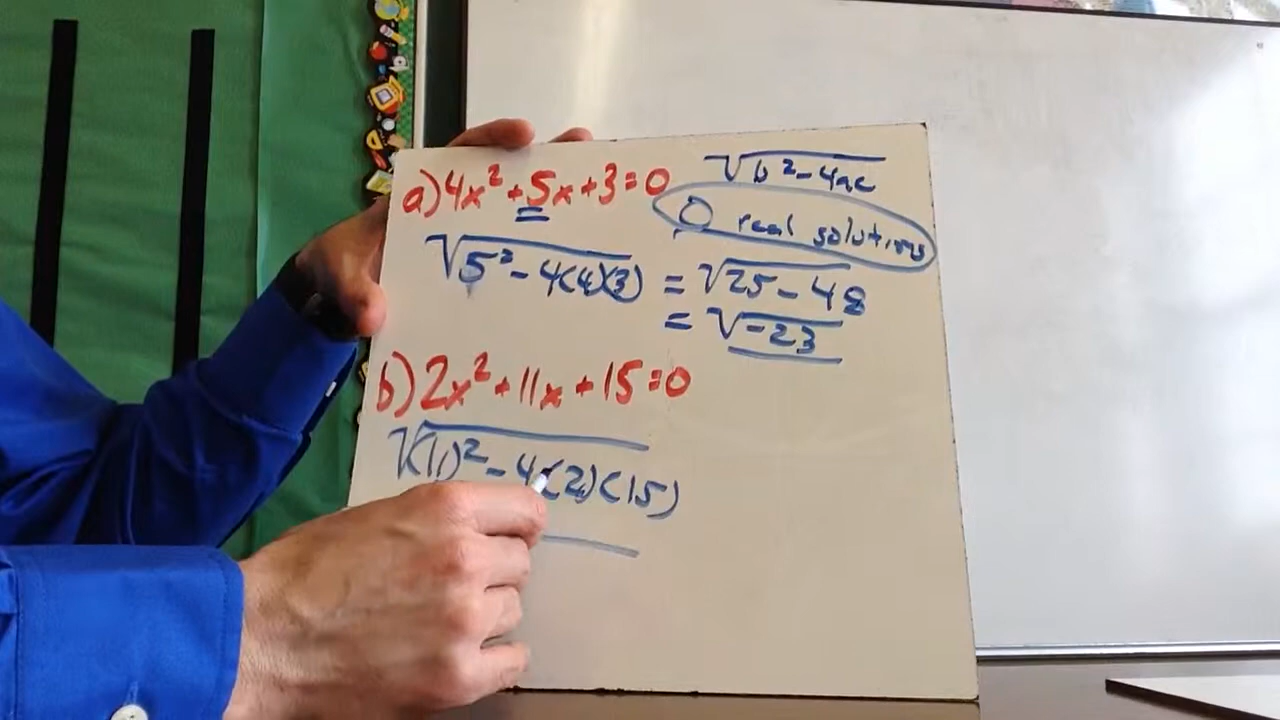 a) 4x² + 5x + 3 = 0
√b² - 4ac
0 real solutions
√5² - 4(4)(3) = √25 - 48
= √-23
b) 2x² + 11x + 15 = 0
√(11)² - 4(2)(15)